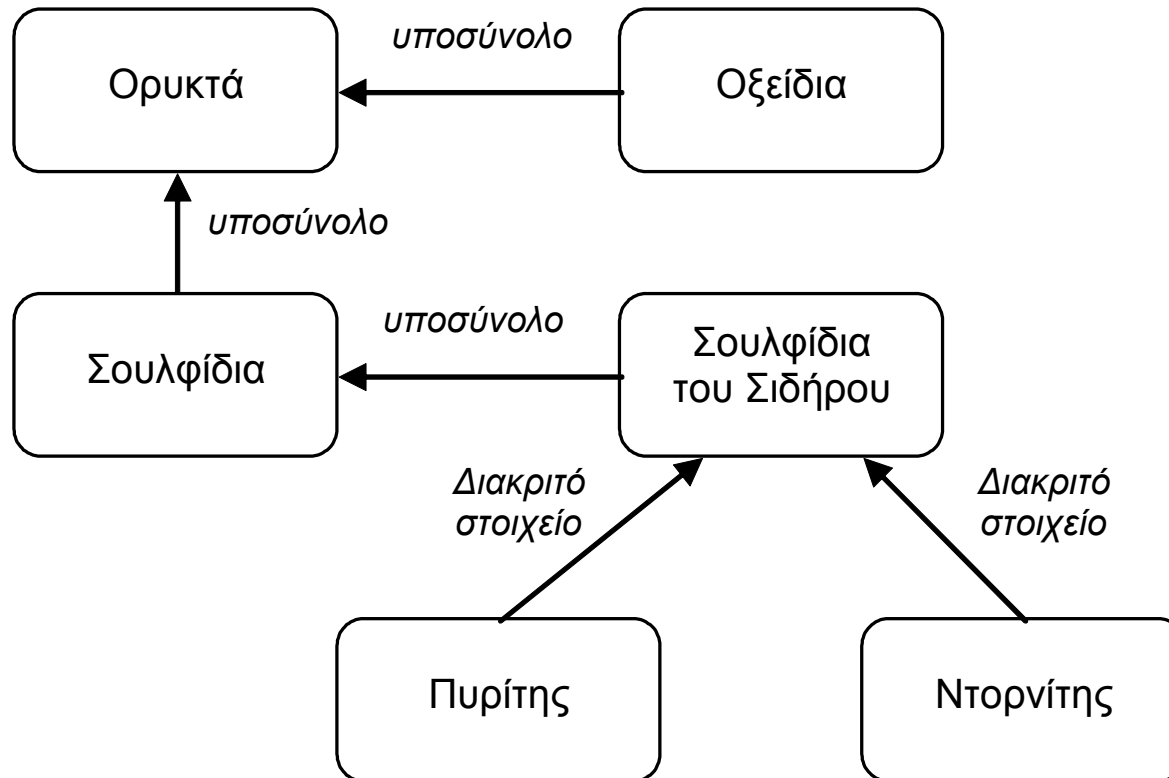 υποσύνολο
Ορυκτά
Οξείδια
υποσύνολο
υποσύνολο
Σουλφίδια
Σουλφίδια
του Σιδήρου
Διακριτό
στοιχείο
Διακριτό
στοιχείο
Πυρίτης
Ντορνίτης